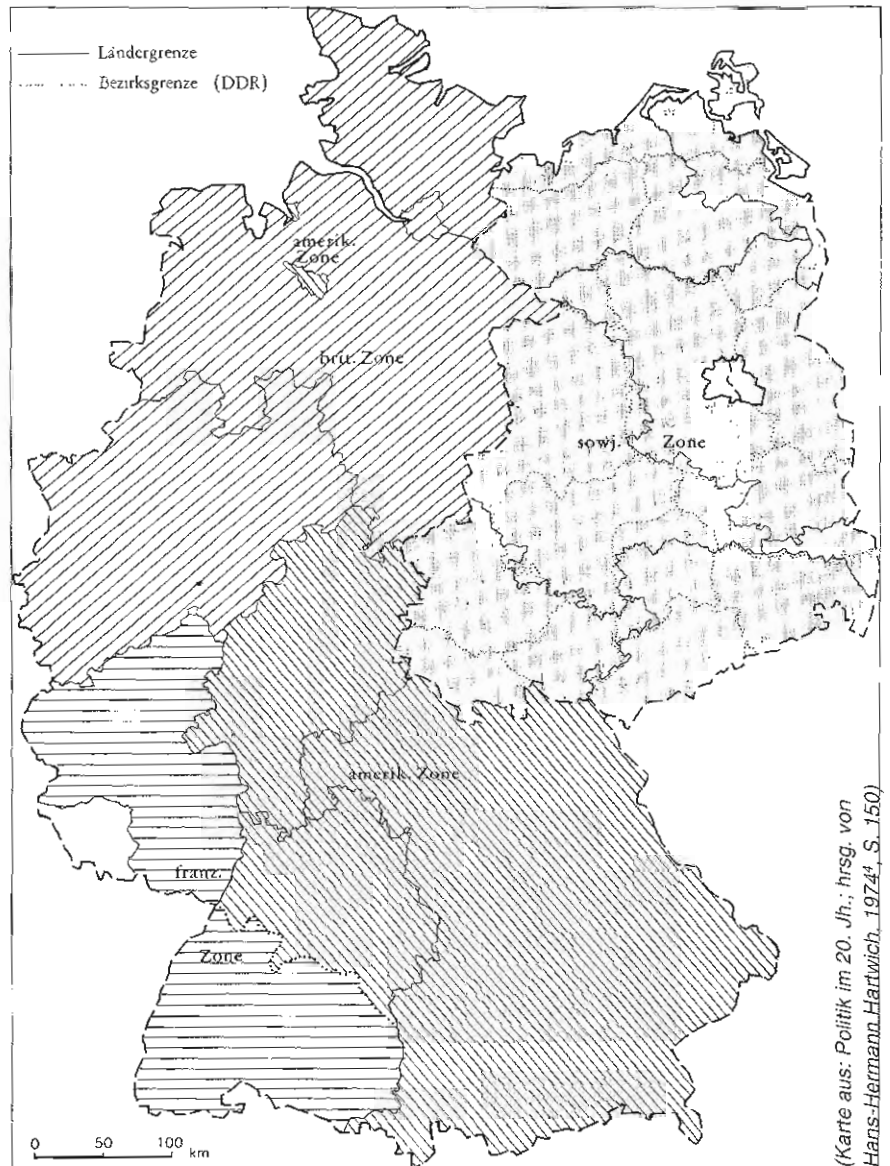 Ländergrenze
Bezirksgrenze (DDR)
amerik.
Zone
brit. Zone
sowj. Zone
amerik. Zone
franz.
Zone
0 50 100 km
(Karte aus: Politik im 20. Jh.; hrsg. von
Hans-Hermann Hartwich, 1974⁴, S. 150)